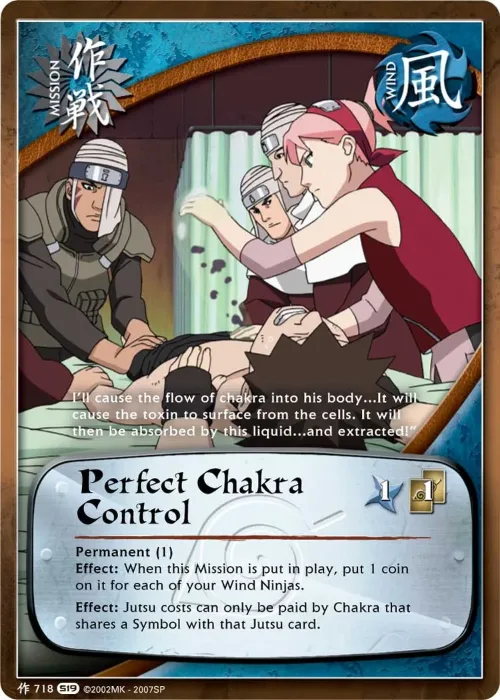 MISSION
作戦
WIND
風
I'll cause the flow of chakra into his body...It will
cause the toxin to surface from the cells. It will
then be absorbed by this liquid...and extracted!"
Perfect Chakra
Control
1
1
Permanent (1)
Effect: When this Mission is put in play, put 1 coin
on it for each of your Wind Ninjas.
Effect: Jutsu costs can only be paid by Chakra that
shares a Symbol with that Jutsu card.
作 718 S19 ©2002MK - 2007SP